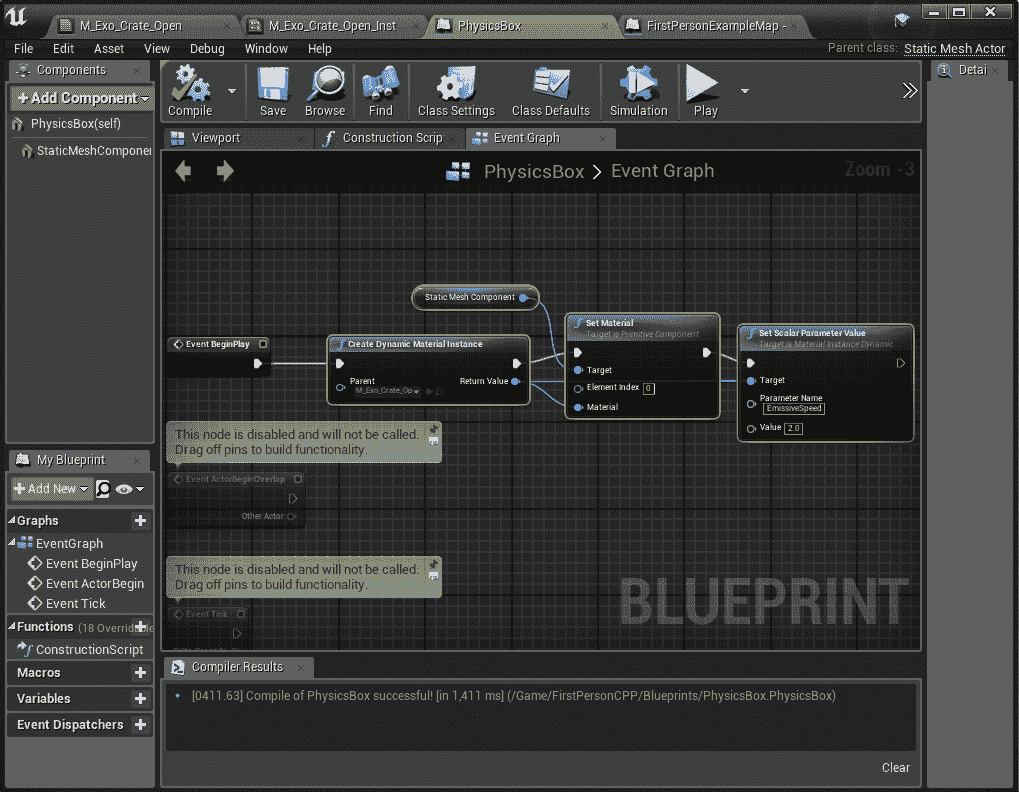 M_Exo_Crate_Open
M_Exo_Crate_Open_Inst
PhysicsBox
FirstPersonExampleMap -
File Edit Asset View Debug Window Help
Parent class: Static Mesh Actor
Components
+Add Component
PhysicsBox(self)
StaticMeshComponer
Compile
Save
Browse
Find
Class Settings
Class Defaults
Simulation
Play
Detai
Viewport
Construction Scrip
Event Graph
PhysicsBox > Event Graph
Zoom -3
Static Mesh Component
Event BeginPlay
Create Dynamic Material Instance
Parent
M_Exo_Crate_Op
Return Value
Set Material
Target is Primitive Component
Target
Element Index 0
Material
Set Scalar Parameter Value
Target is Material Instance Dynamic
Target
Parameter Name
EmissiveSpeed
Value 2.0
This node is disabled and will not be called.
Drag off pins to build functionality.
Event ActorBeginOverlap
Other Actor
This node is disabled and will not be called.
Drag off pins to build functionality.
Event Tick
BLUEPRINT
My Blueprint
+Add New
Graphs
EventGraph
Event BeginPlay
Event ActorBegin
Event Tick
Functions (18 Overridable
ConstructionScript
Macros
Variables
Event Dispatchers
Compiler Results
[0411.63] Compile of PhysicsBox successful! [in 1,411 ms] (/Game/FirstPersonCPP/Blueprints/PhysicsBox.PhysicsBox)
Clear